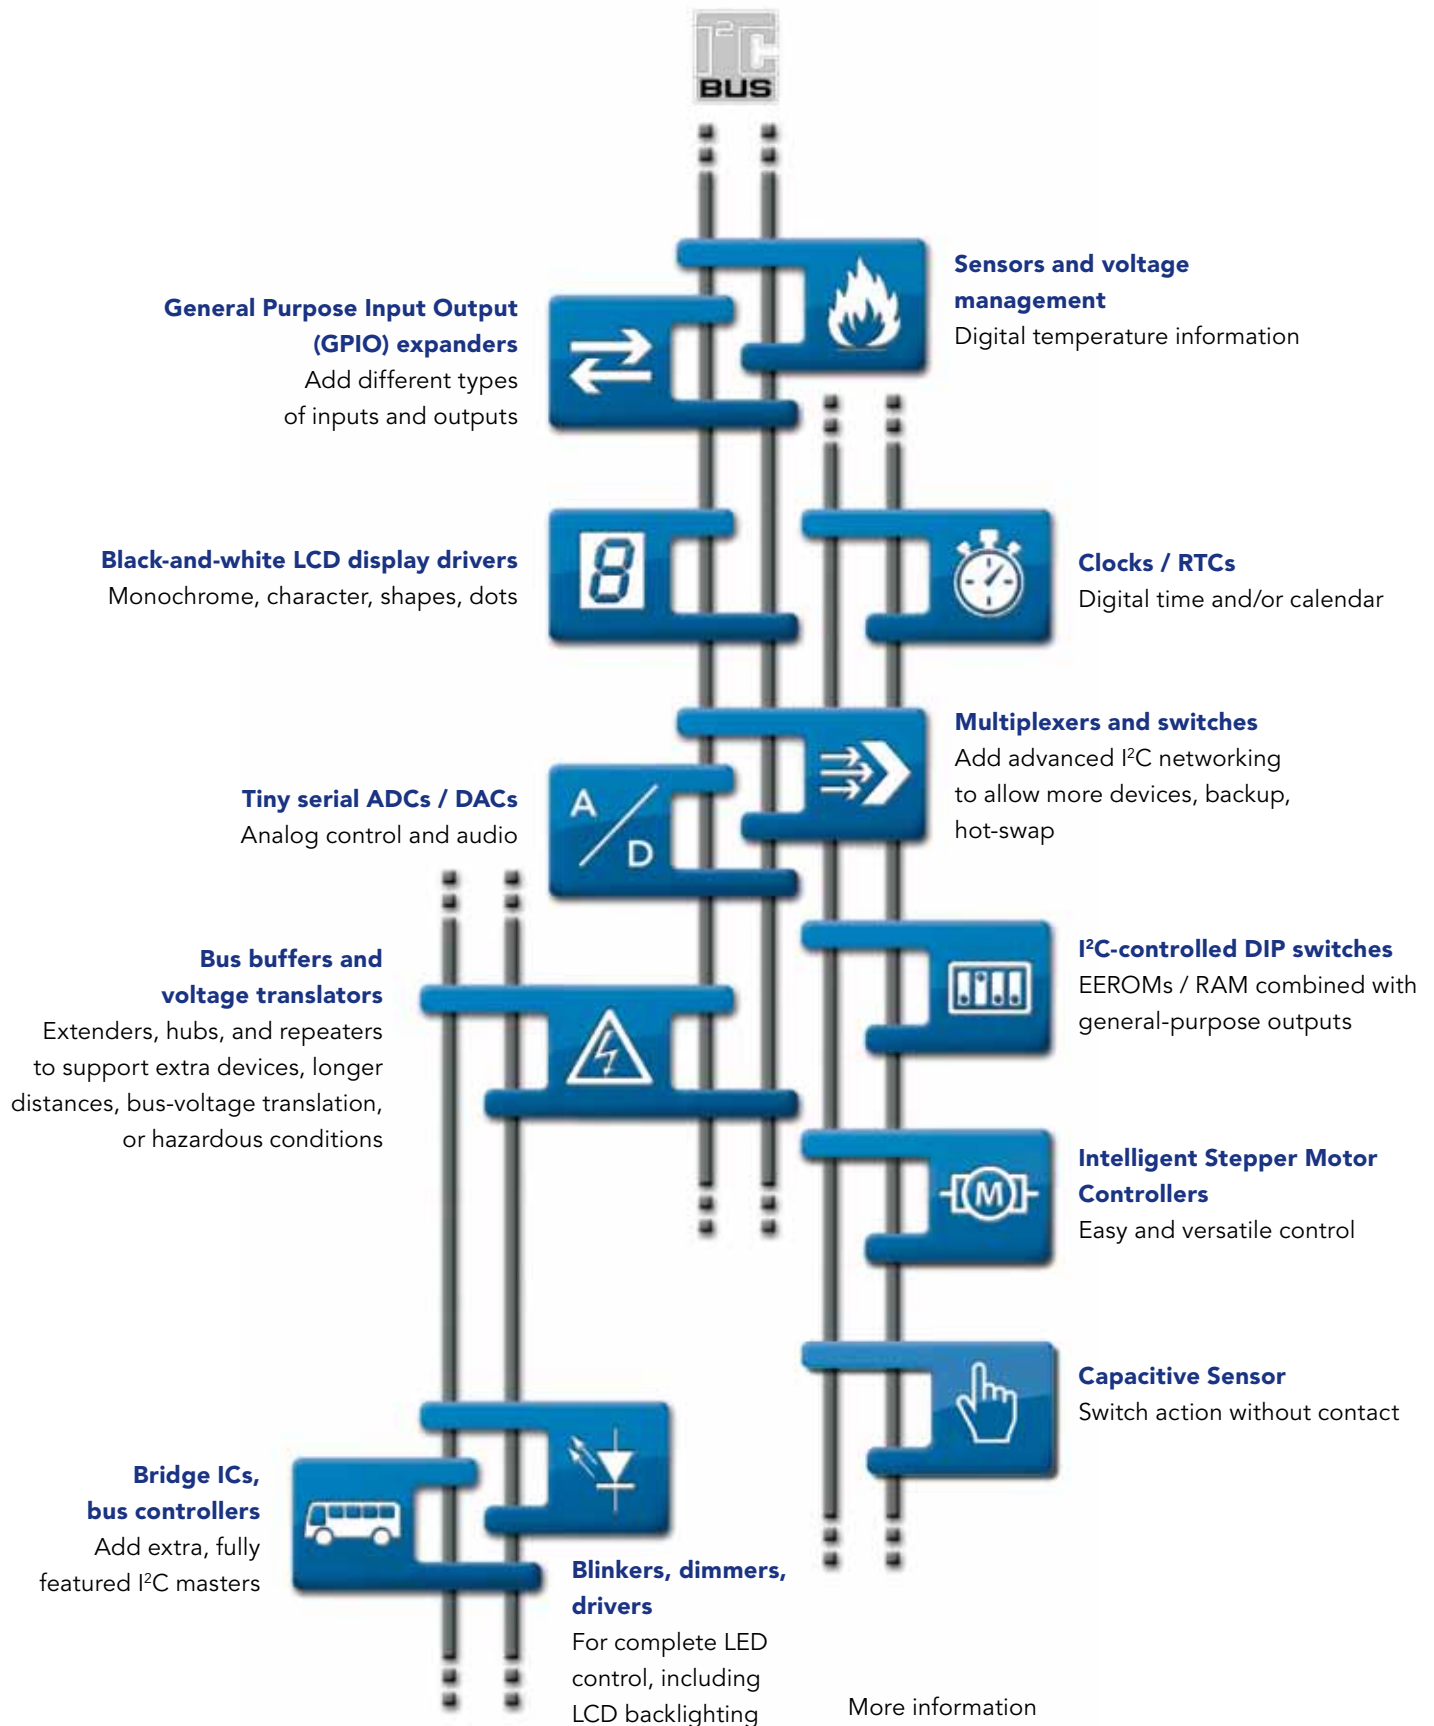 I²C
BUS
Sensors and voltage
management
Digital temperature information
General Purpose Input Output
(GPIO) expanders
Add different types
of inputs and outputs
Black-and-white LCD display drivers
Monochrome, character, shapes, dots
8
Clocks / RTCs
Digital time and/or calendar
Multiplexers and switches
Add advanced I²C networking
to allow more devices, backup,
hot-swap
Tiny serial ADCs / DACs
Analog control and audio
A
D
Bus buffers and
voltage translators
Extenders, hubs, and repeaters
to support extra devices, longer
distances, bus-voltage translation,
or hazardous conditions
I²C-controlled DIP switches
EEROMs / RAM combined with
general-purpose outputs
Intelligent Stepper Motor
Controllers
Easy and versatile control
M
Capacitive Sensor
Switch action without contact
Bridge ICs,
bus controllers
Add extra, fully
featured I²C masters
Blinkers, dimmers,
drivers
For complete LED
control, including
LCD backlighting
More information